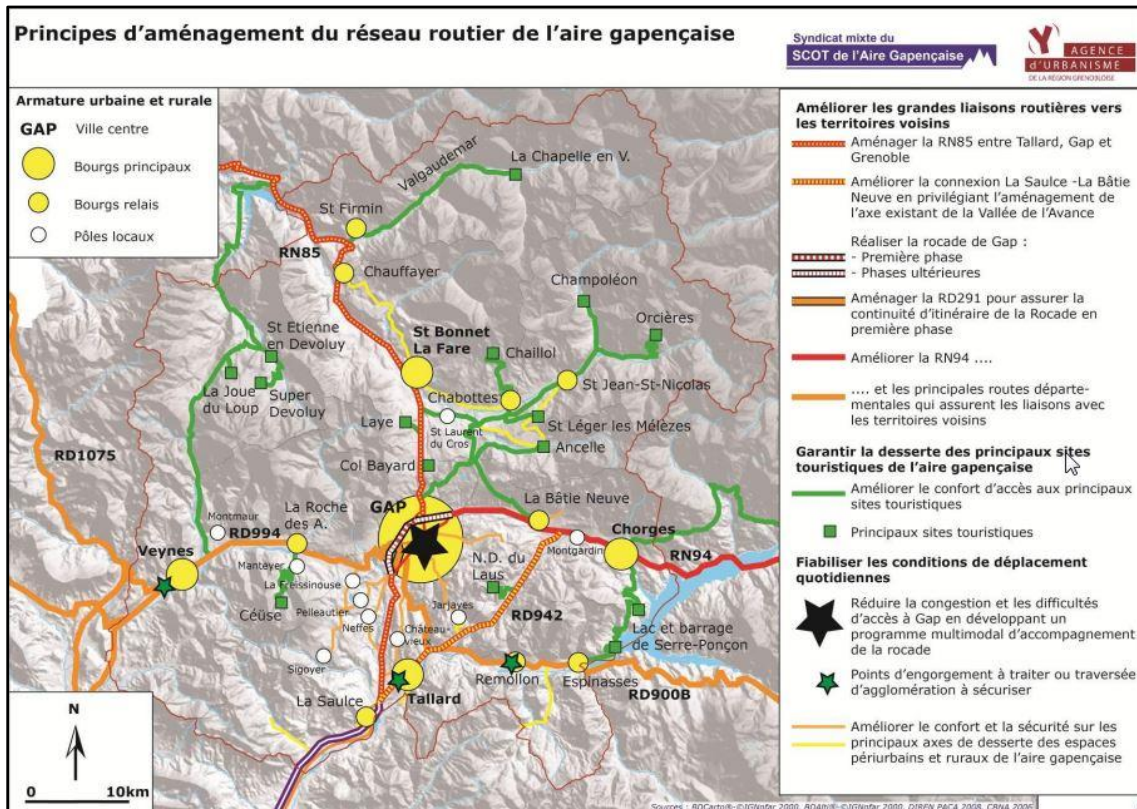 Principes d'aménagement du réseau routier de l'aire gapençaise
Syndicat mixte du
SCOT de l'Aire Gapençaise
AGENCE
d'URBANISME
DE LA RÉGION GRENOBLOISE
Armature urbaine et rurale
GAP Ville centre
Bourgs principaux
Bourgs relais
Pôles locaux
Valgaudemar
La Chapelle en V.
St Firmin
RN85
Chauffayer
Champoléon
Orcières
St Bonnet
La Fare
Chaillol
St Etienne
en Devoluy
La Joue
du Loup
Super
Devoluy
Chabottes
St Jean-St-Nicolas
Laye
St Laurent
du Cros
St Léger les Mélèzes
Ancelle
Col Bayard
RD1075
GAP
La Bâtie Neuve
La Roche
des A.
Montmaur
RD994
Chorges
Montgardin
RN94
Veynes
Manteyer
La Freissinouse
N.D. du
Laus
Pelleautier
Céüse
Neffes
Jarjayes
RD942
Château-
vieux
Lac et barrage
de Serre-Ponçon
Sigoyer
Tallard
Remollon
Espinasses
La Saulce
RD900B
N
0 10km
Améliorer les grandes liaisons routières vers
les territoires voisins
Aménager la RN85 entre Tallard, Gap et
Grenoble
Améliorer la connexion La Saulce -La Bâtie
Neuve en privilégiant l'aménagement de
l'axe existant de la Vallée de l'Avance
Réaliser la rocade de Gap :
- Première phase
- Phases ultérieures
Aménager la RD291 pour assurer la
continuité d'itinéraire de la Rocade en
première phase
Améliorer la RN94 ....
.... et les principales routes départe-
mentales qui assurent les liaisons avec
les territoires voisins
Garantir la desserte des principaux sites
touristiques de l'aire gapençaise
Améliorer le confort d'accès aux principaux
sites touristiques
Principaux sites touristiques
Fiabiliser les conditions de déplacement
quotidiennes
Réduire la congestion et les difficultés
d'accès à Gap en développant un
programme multimodal d'accompagnement
de la rocade
Points d'engorgement à traiter ou traversée
d'agglomération à sécuriser
Améliorer le confort et la sécurité sur les
principaux axes de desserte des espaces
périurbains et ruraux de l'aire gapençaise